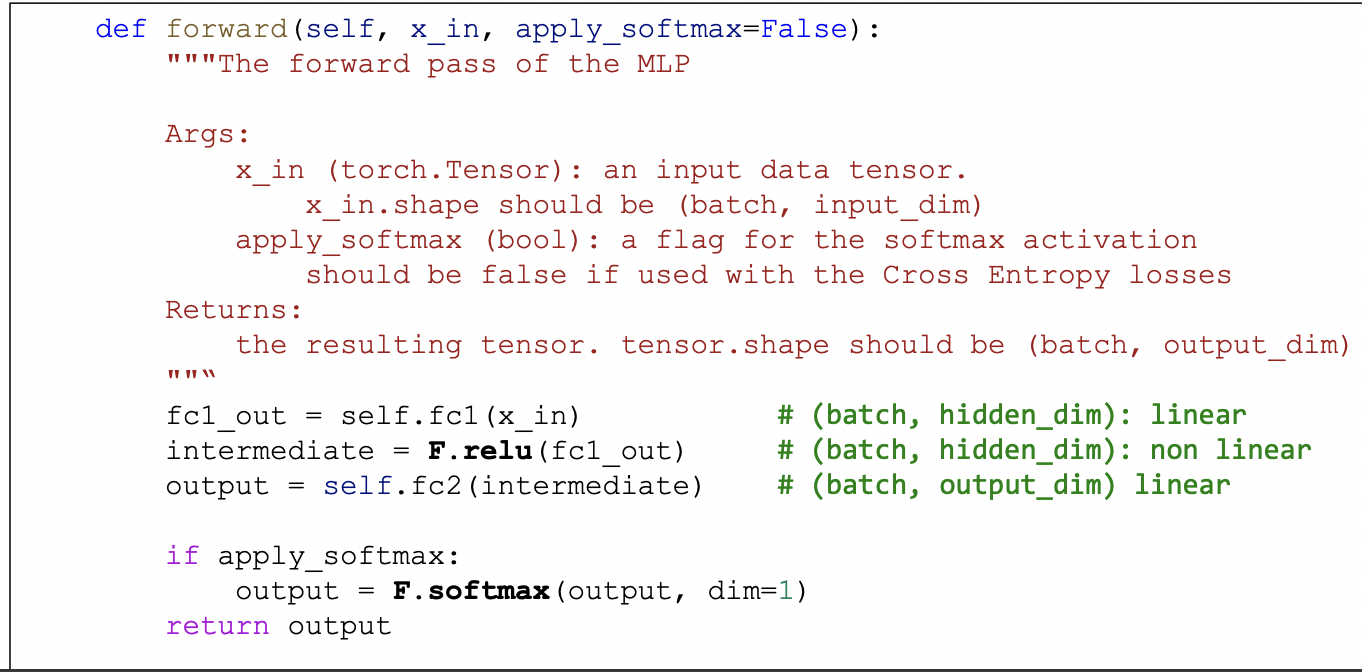 def forward(self, x_in, apply_softmax=False):
"""The forward pass of the MLP
Args:
x_in (torch.Tensor): an input data tensor.
x_in.shape should be (batch, input_dim)
apply_softmax (bool): a flag for the softmax activation
should be false if used with the Cross Entropy losses
Returns:
the resulting tensor. tensor.shape should be (batch, output_dim)
""“
fc1_out = self.fc1(x_in) # (batch, hidden_dim): linear
intermediate = F.relu(fc1_out) # (batch, hidden_dim): non linear
output = self.fc2(intermediate) # (batch, output_dim) linear
if apply_softmax:
output = F.softmax(output, dim=1)
return output